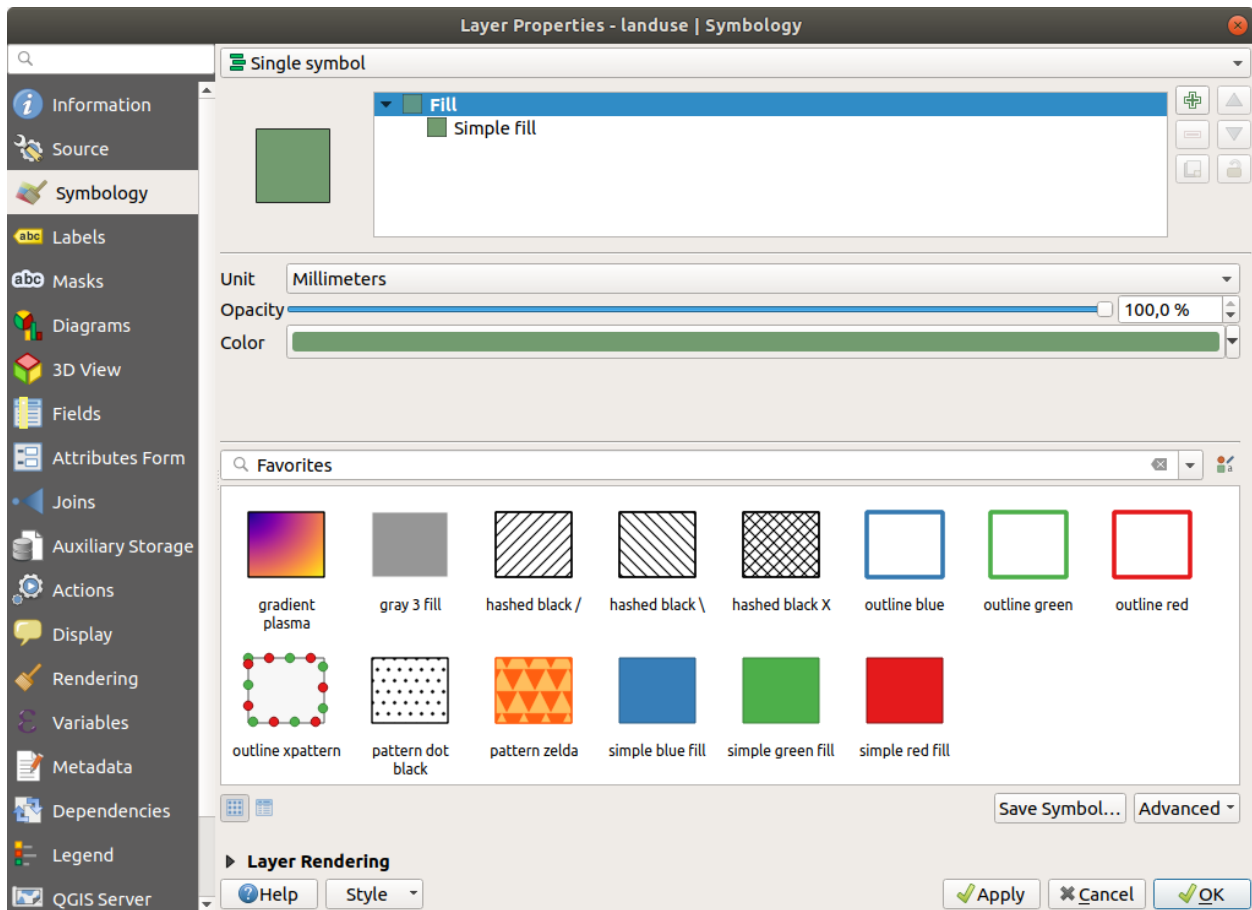 Layer Properties - landuse | Symbology
Information
Source
Symbology
abc Labels
abc Masks
Diagrams
3D View
Fields
Attributes Form
Joins
Auxiliary Storage
Actions
Display
Rendering
Variables
Metadata
Dependencies
Legend
QGIS Server
Single symbol
Fill
Simple fill
Unit
Millimeters
Opacity
100,0 %
Color
Favorites
gradient
plasma
gray 3 fill
hashed black /
hashed black \
hashed black X
outline blue
outline green
outline red
outline xpattern
pattern dot
black
pattern zelda
simple blue fill
simple green fill
simple red fill
Save Symbol...
Advanced
Layer Rendering
Help
Style
Apply
Cancel
OK